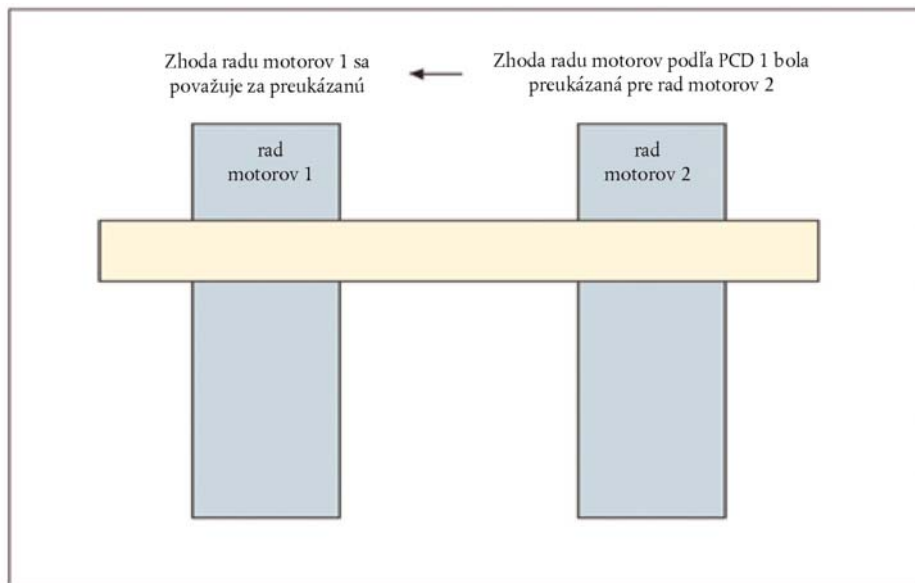 Zhoda radu motorov 1 sa
považuje za preukázanú
Zhoda radu motorov podľa PCD 1 bola
preukázaná pre rad motorov 2
rad
motorov 1
rad
motorov 2